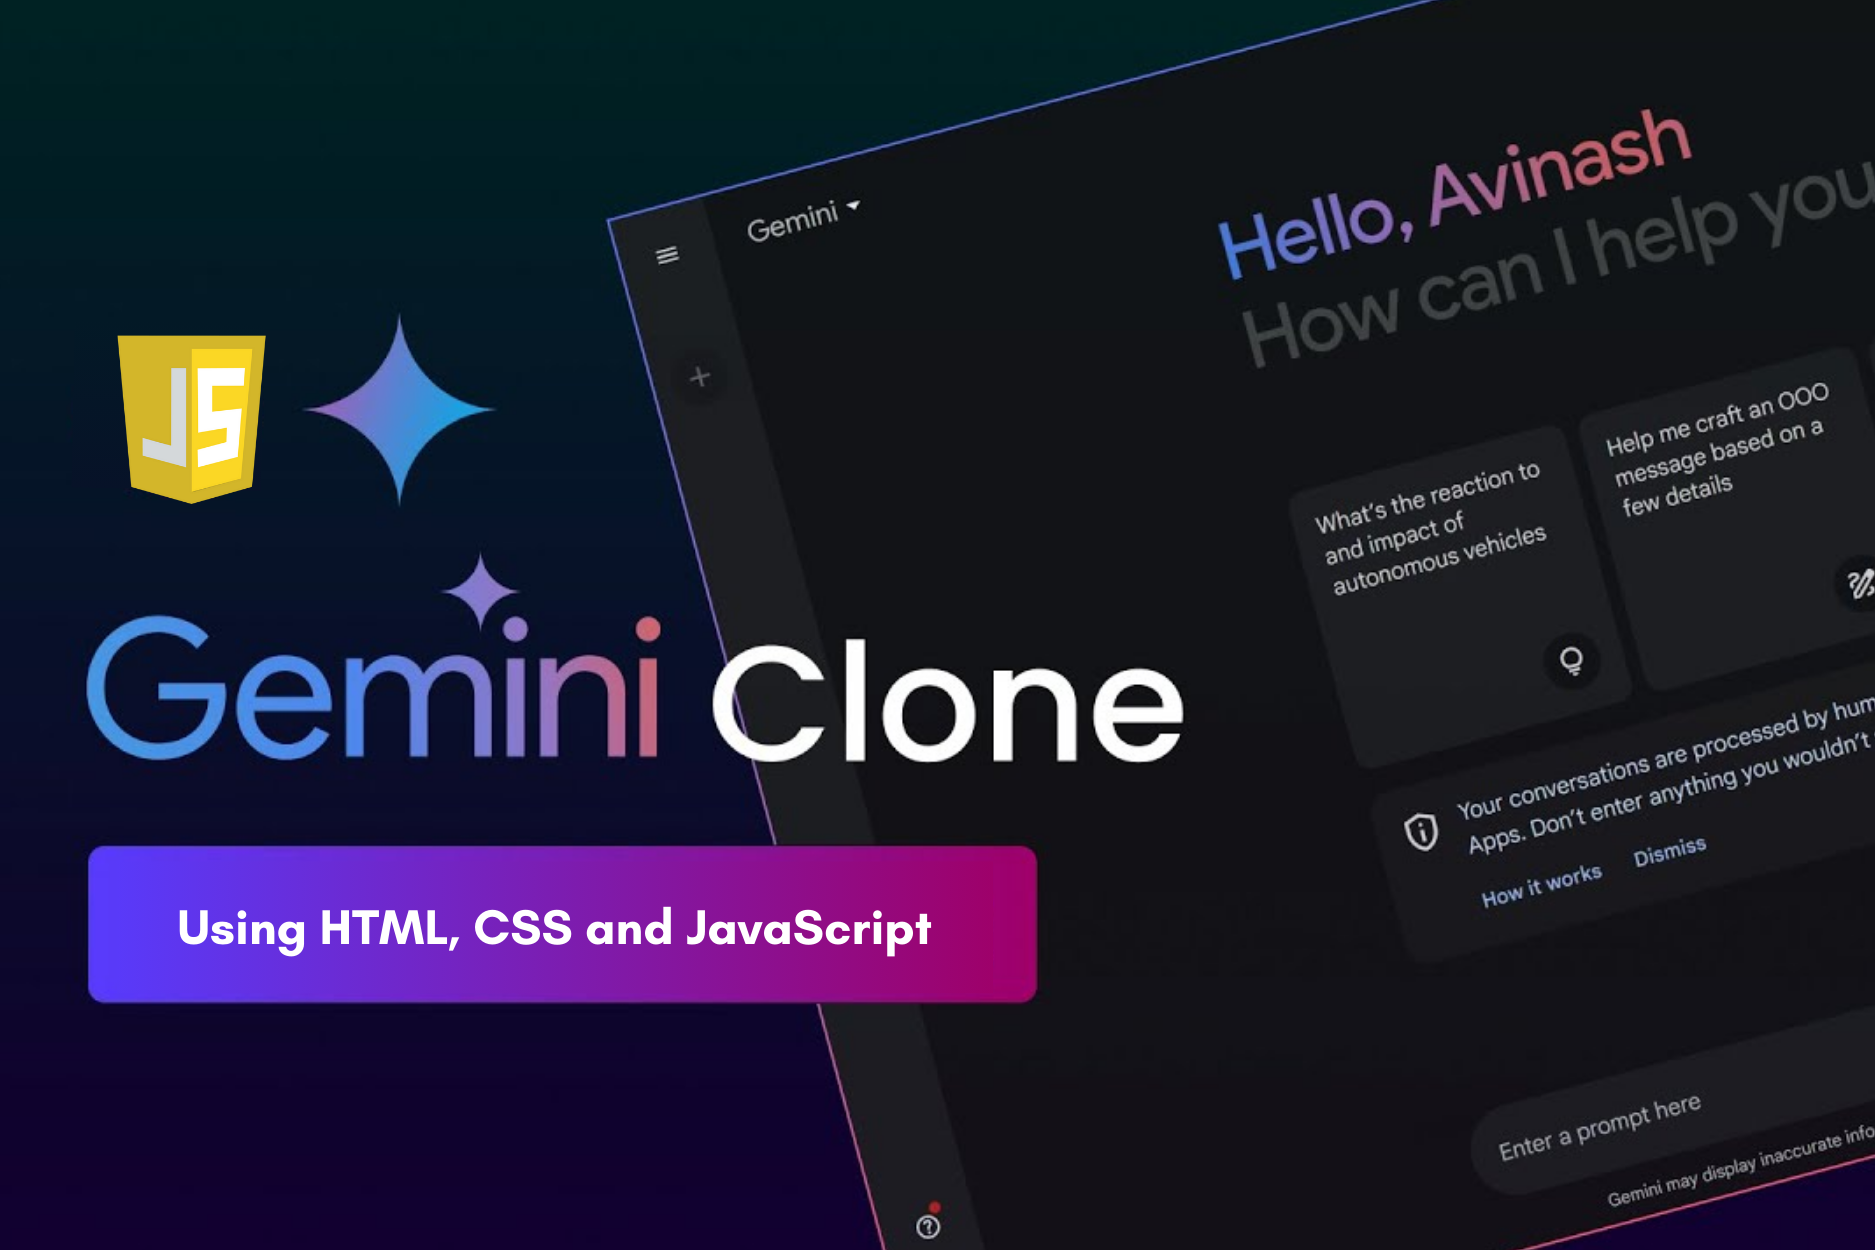 JS
Gemini Clone
Using HTML, CSS and JavaScript
Gemini
Hello, Avinash
How can I help you
What's the reaction to
and impact of
autonomous vehicles
Help me craft an OOO
message based on a
few details
Your conversations are processed by hum
Apps. Don't enter anything you wouldn't
How it works
Dismiss
Enter a prompt here
Gemini may display inaccurate info